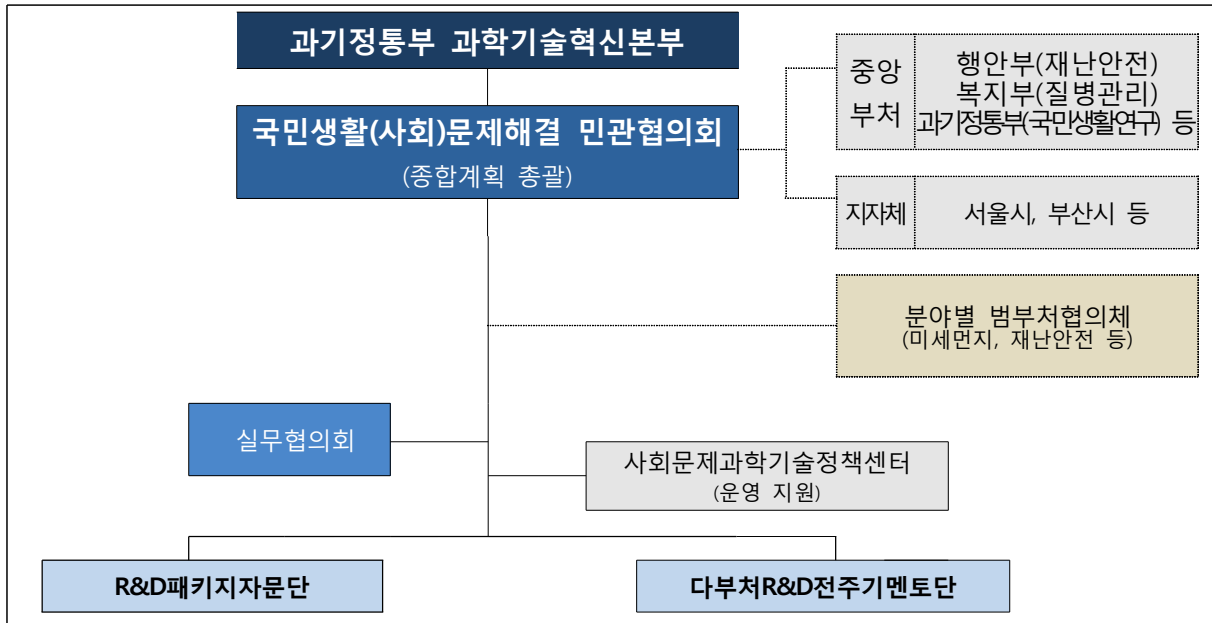 과기정통부 과학기술혁신본부
국민생활(사회)문제해결 민관협의회
(종합계획 총괄)
중앙
부처
행안부(재난안전)
복지부(질병관리)
과기정통부(국민생활연구) 등
지자체
서울시, 부산시 등
분야별 범부처협의체
(미세먼지, 재난안전 등)
실무협의회
사회문제과학기술정책센터
(운영 지원)
R&D패키지자문단
다부처R&D전주기멘토단